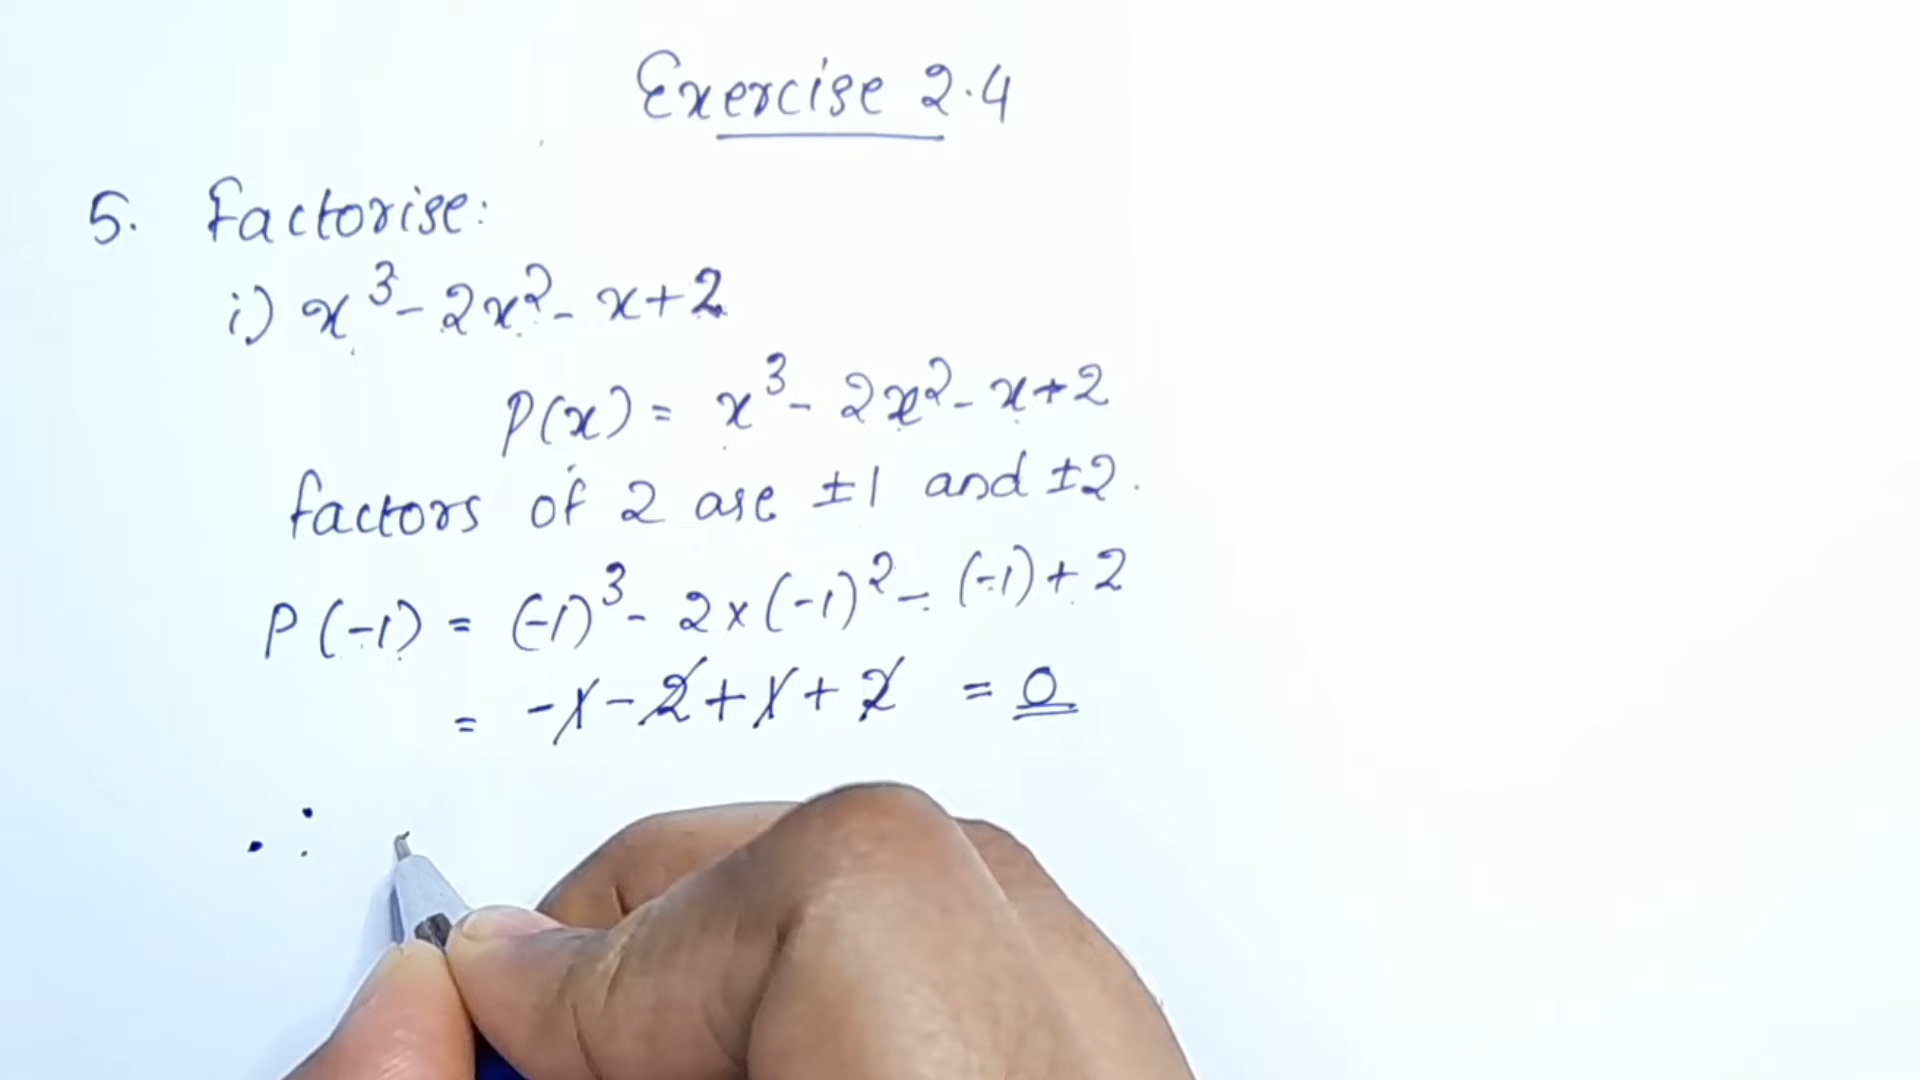 Exercise 2.4
5. Factorise:
i) x³- 2x²- x+2
P(x) = x³- 2x²- x+2
factors of 2 are ±1 and ±2.
P(-1) = (-1)³- 2×(-1)²- (-1)+2
= -1-2+1+2 = 0
∴